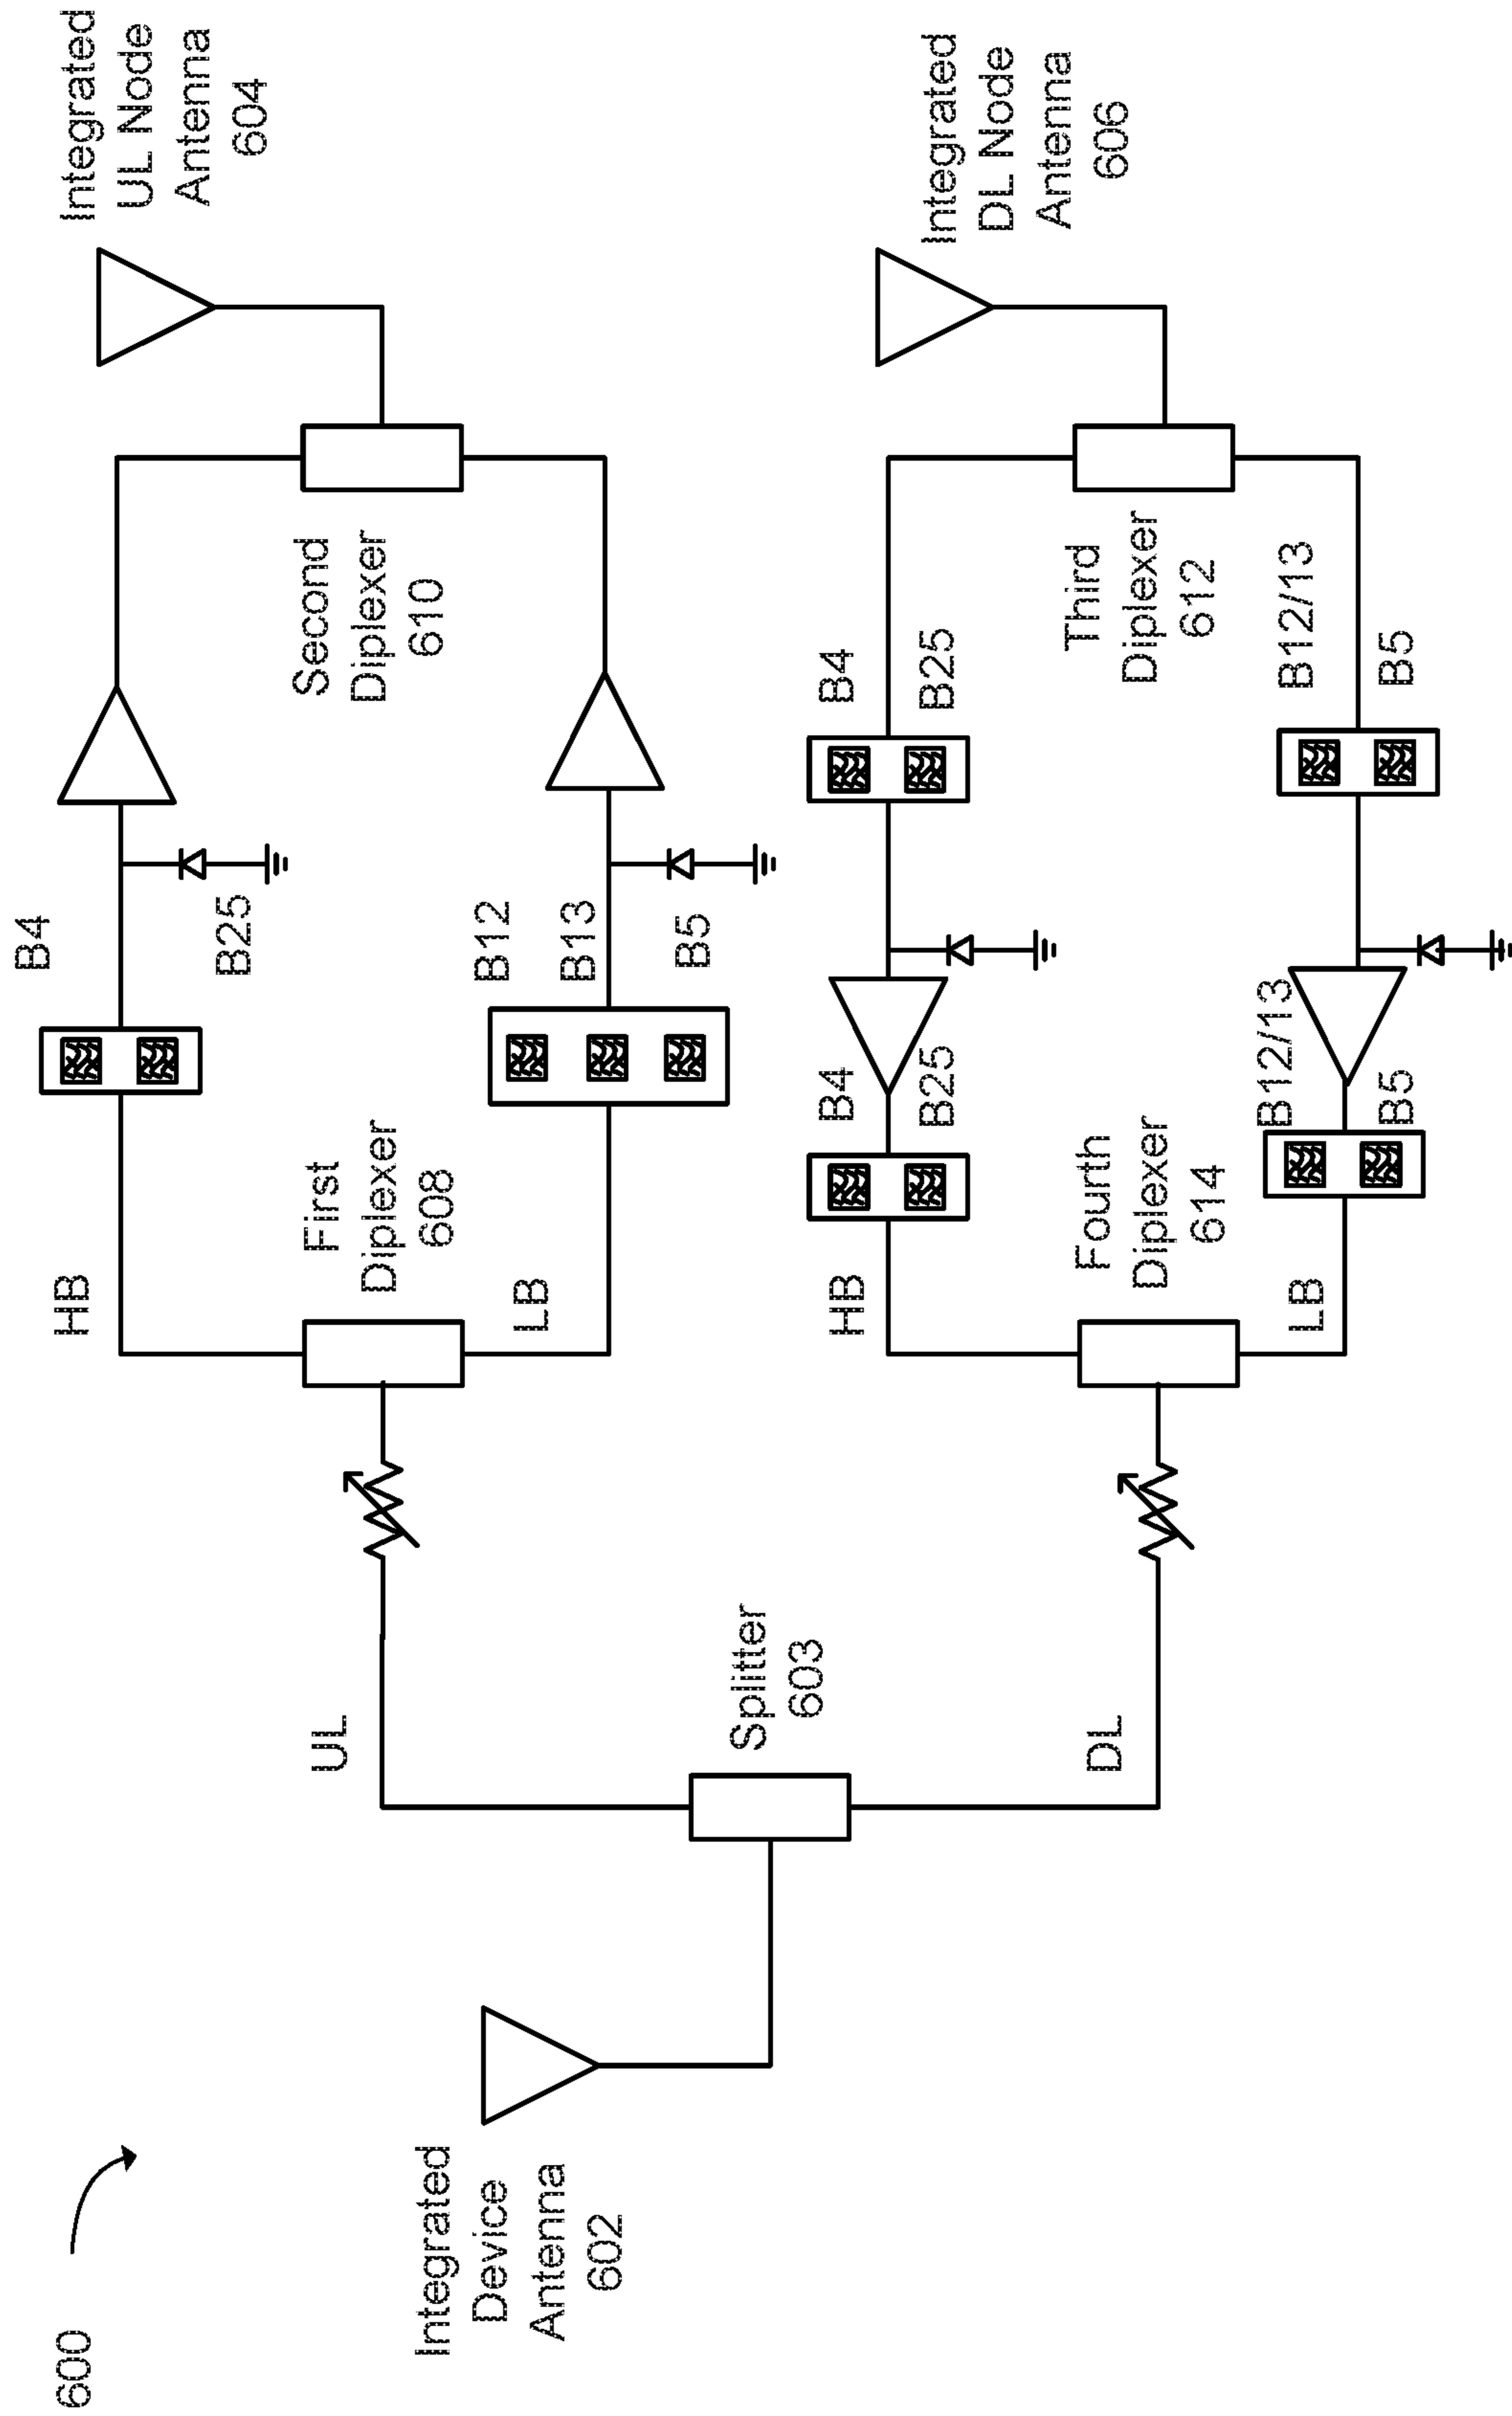 600
Integrated
Device
Antenna
602
Splitter
603
UL
DL
HB
First
Diplexer
608
LB
B4
B25
B12
B13
B5
Second
Diplexer
610
Integrated
UL Node
Antenna
604
HB
Fourth
Diplexer
614
LB
B4
B25
B12/13
B5
B4
B25
Third
Diplexer
612
B12/13
B5
Integrated
DL Node
Antenna
606